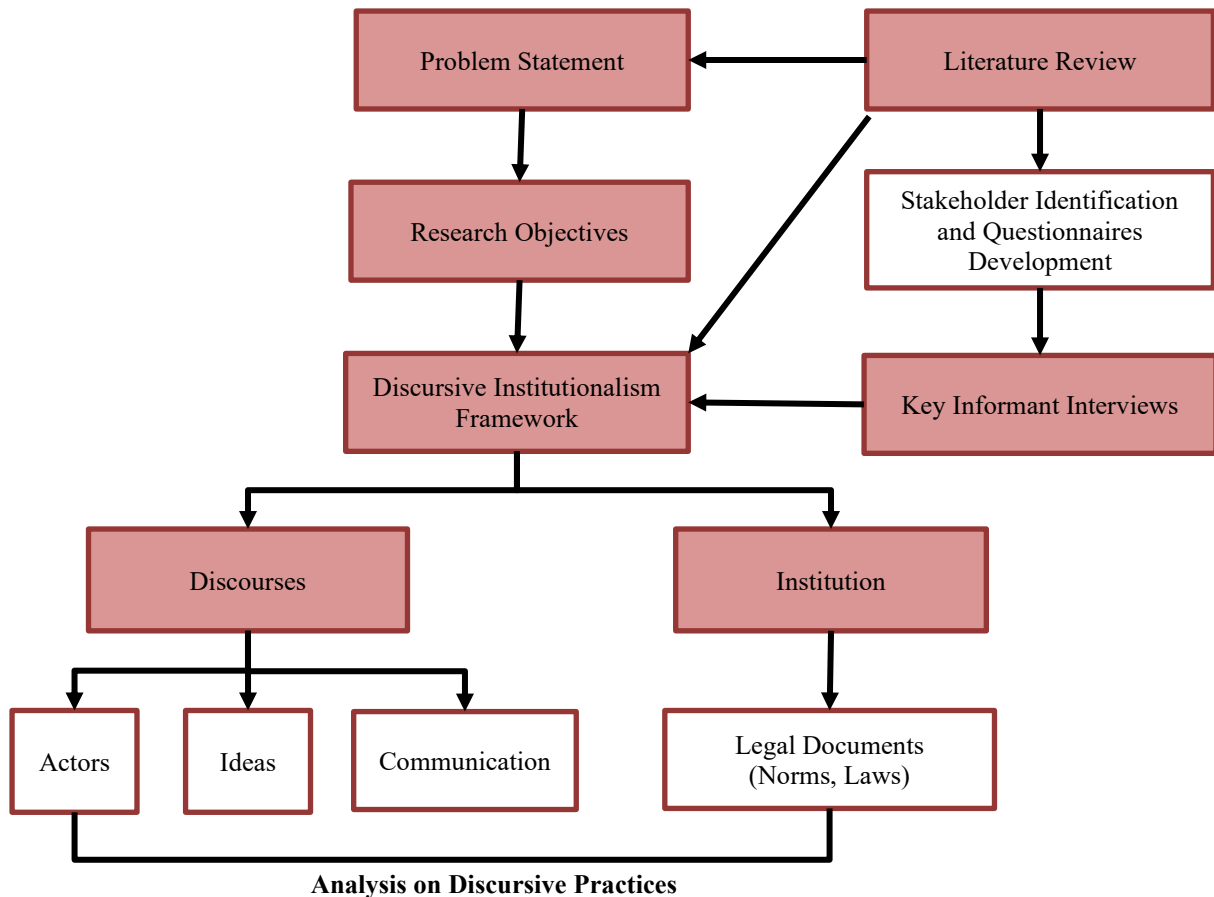 Problem Statement
Literature Review
Research Objectives
Stakeholder Identification
and Questionnaires
Development
Discursive Institutionalism
Framework
Key Informant Interviews
Discourses
Institution
Actors
Ideas
Communication
Legal Documents
(Norms, Laws)
Analysis on Discursive Practices